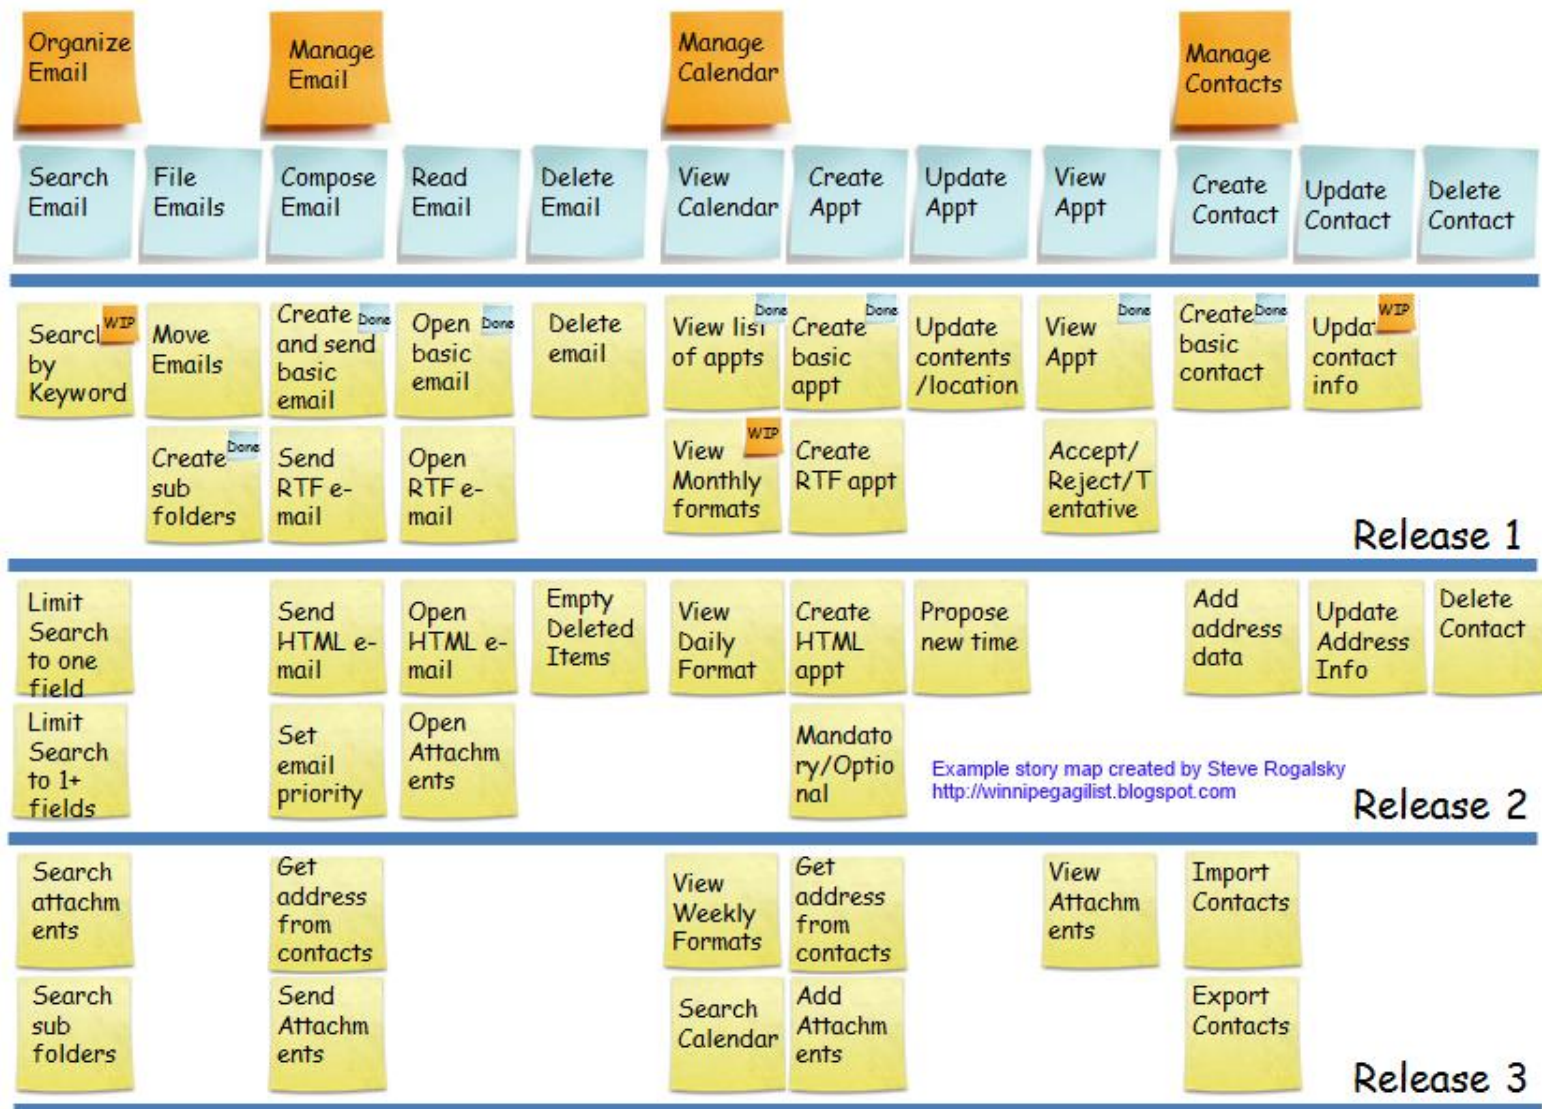 Organize
Email
Manage
Email
Manage
Calendar
Manage
Contacts
Search
Email
File
Emails
Compose
Email
Read
Email
Delete
Email
View
Calendar
Create
Appt
Update
Appt
View
Appt
Create
Contact
Update
Contact
Delete
Contact
Searc
WIP
by
Keyword
Move
Emails
Create
Done
and send
basic
email
Open
Done
basic
email
Delete
email
View list
Done
of appts
Create
Done
basic
appt
Update
contents
/location
View
Done
Appt
Create
Done
basic
contact
Updat
WIP
contact
info
Create
Done
sub
folders
Send
RTF e-
mail
Open
RTF e-
mail
View
WIP
Monthly
formats
Create
RTF appt
Accept/
Reject/T
entative
Release 1
Limit
Search
to one
field
Send
HTML e-
mail
Open
HTML e-
mail
Empty
Deleted
Items
View
Daily
Format
Create
HTML
appt
Propose
new time
Add
address
data
Update
Address
Info
Delete
Contact
Limit
Search
to 1+
fields
Set
email
priority
Open
Attachm
ents
Mandato
ry/Optio
nal
Example story map created by Steve Rogalsky
http://winnipegagilist.blogspot.com
Release 2
Search
attachm
ents
Get
address
from
contacts
View
Weekly
Formats
Get
address
from
contacts
View
Attachm
ents
Import
Contacts
Search
sub
folders
Send
Attachm
ents
Search
Calendar
Add
Attachm
ents
Export
Contacts
Release 3